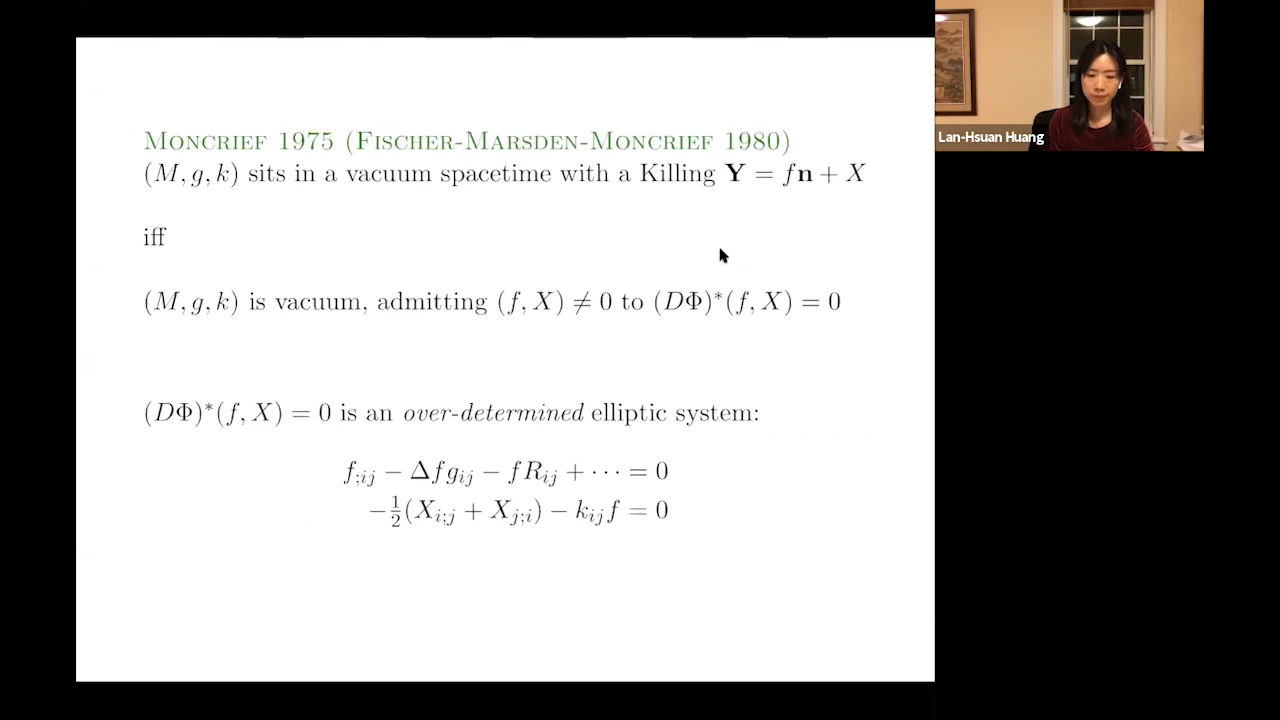 Moncrief 1975 (Fischer-Marsden-Moncrief 1980)
(M, g, k) sits in a vacuum spacetime with a Killing Y = fn + X
iff
(M, g, k) is vacuum, admitting (f, X) ≠ 0 to (DΦ)*(f, X) = 0
(DΦ)*(f, X) = 0 is an over-determined elliptic system:
f;ij − Δf gij − f Rij + ⋯ = 0
−½(Xi;j + Xj;i) − kij f = 0
Lan-Hsuan Huang